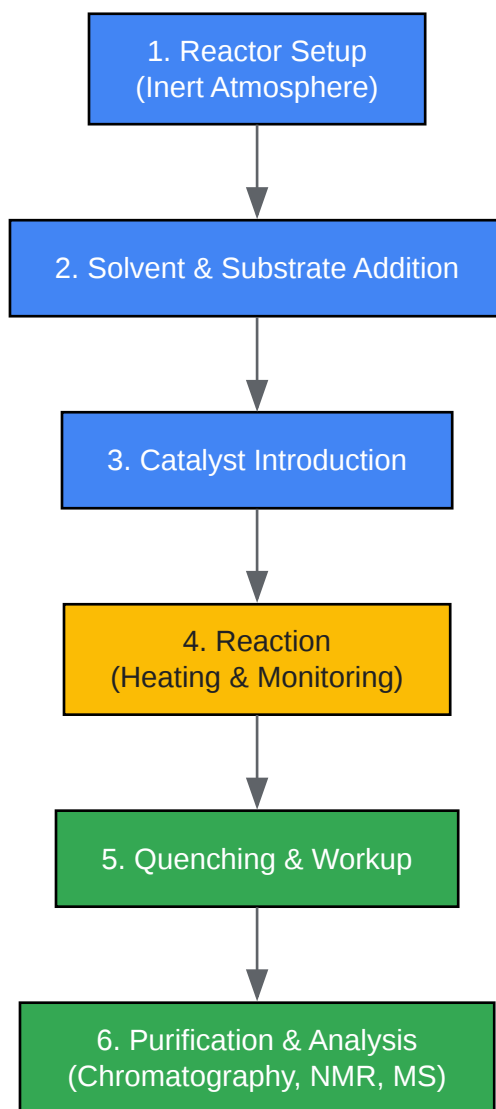 1. Reactor Setup
(Inert Atmosphere)
2. Solvent & Substrate Addition
3. Catalyst Introduction
4. Reaction
(Heating & Monitoring)
5. Quenching & Workup
6. Purification & Analysis
(Chromatography, NMR, MS)